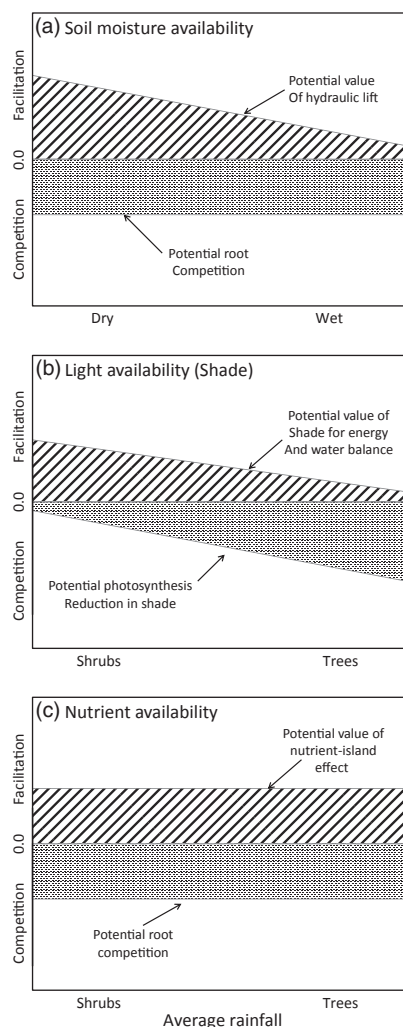 (a) Soil moisture availability
Facilitation
0.0
Competition
Potential value
Of hydraulic lift
Potential root
Competition
Dry
Wet
(b) Light availability (Shade)
Facilitation
0.0
Competition
Potential value of
Shade for energy
And water balance
Potential photosynthesis
Reduction in shade
Shrubs
Trees
(c) Nutrient availability
Facilitation
0.0
Competition
Potential value of
nutrient-island
effect
Potential root
competition
Shrubs
Trees
Average rainfall